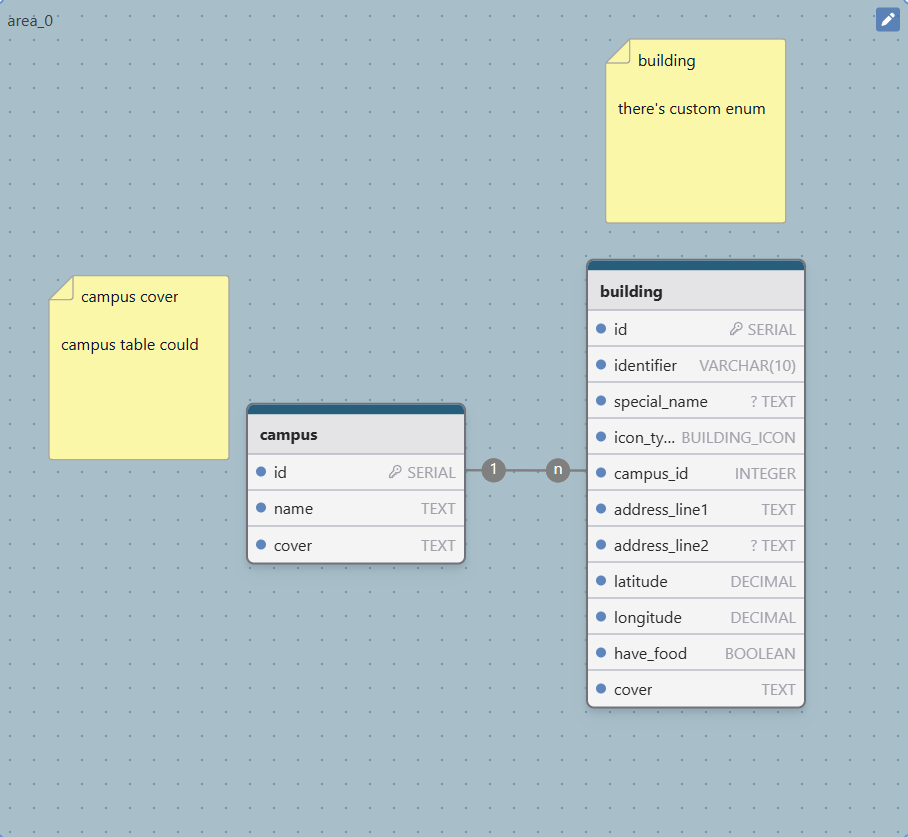 area_0
building
there's custom enum
campus cover
campus table could
campus
id SERIAL
name TEXT
cover TEXT
1
n
building
id SERIAL
identifier VARCHAR(10)
special_name ? TEXT
icon_ty... BUILDING_ICON
campus_id INTEGER
address_line1 TEXT
address_line2 ? TEXT
latitude DECIMAL
longitude DECIMAL
have_food BOOLEAN
cover TEXT